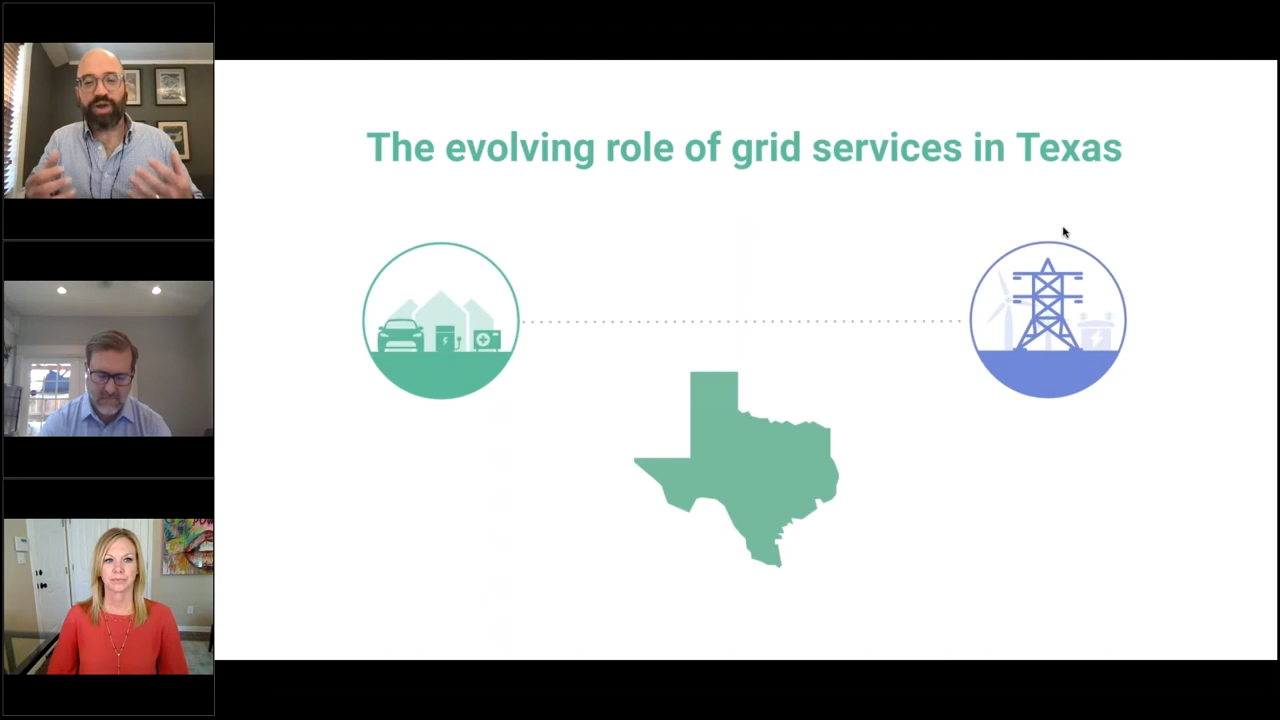 The evolving role of grid services in Texas